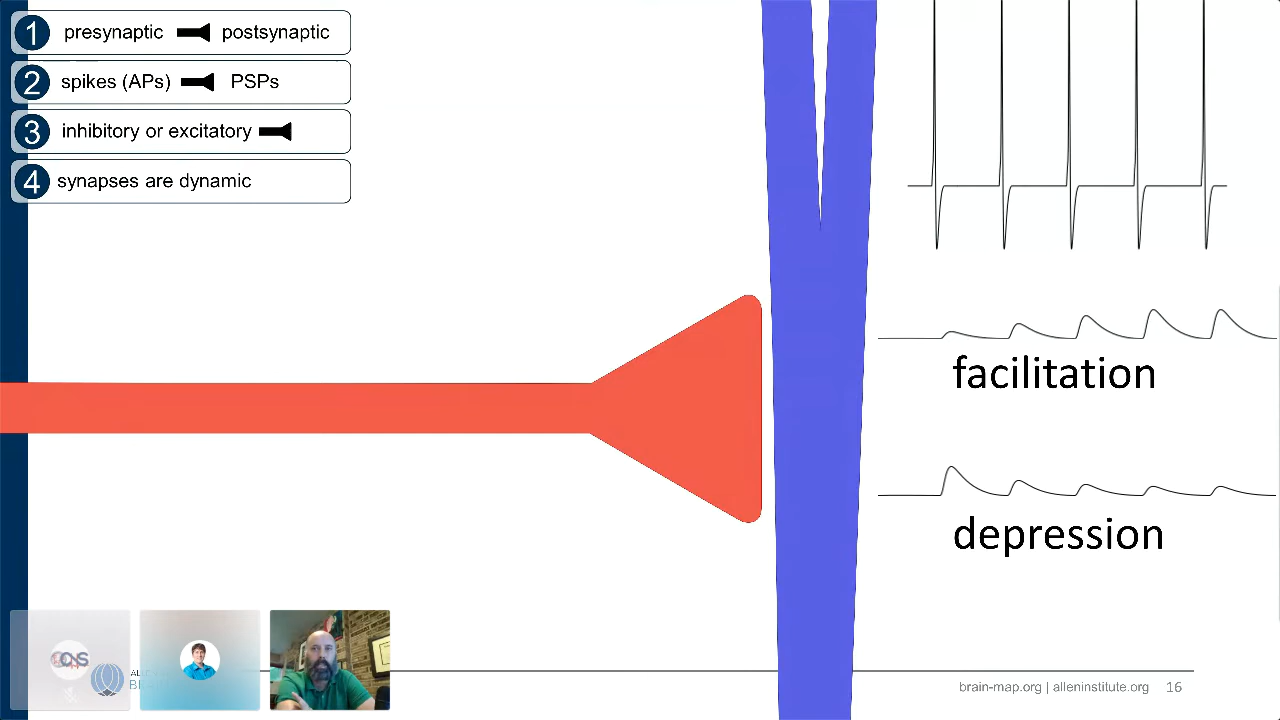 1 presynaptic postsynaptic
2 spikes (APs) PSPs
3 inhibitory or excitatory
4 synapses are dynamic
facilitation
depression
brain-map.org | alleninstitute.org 16